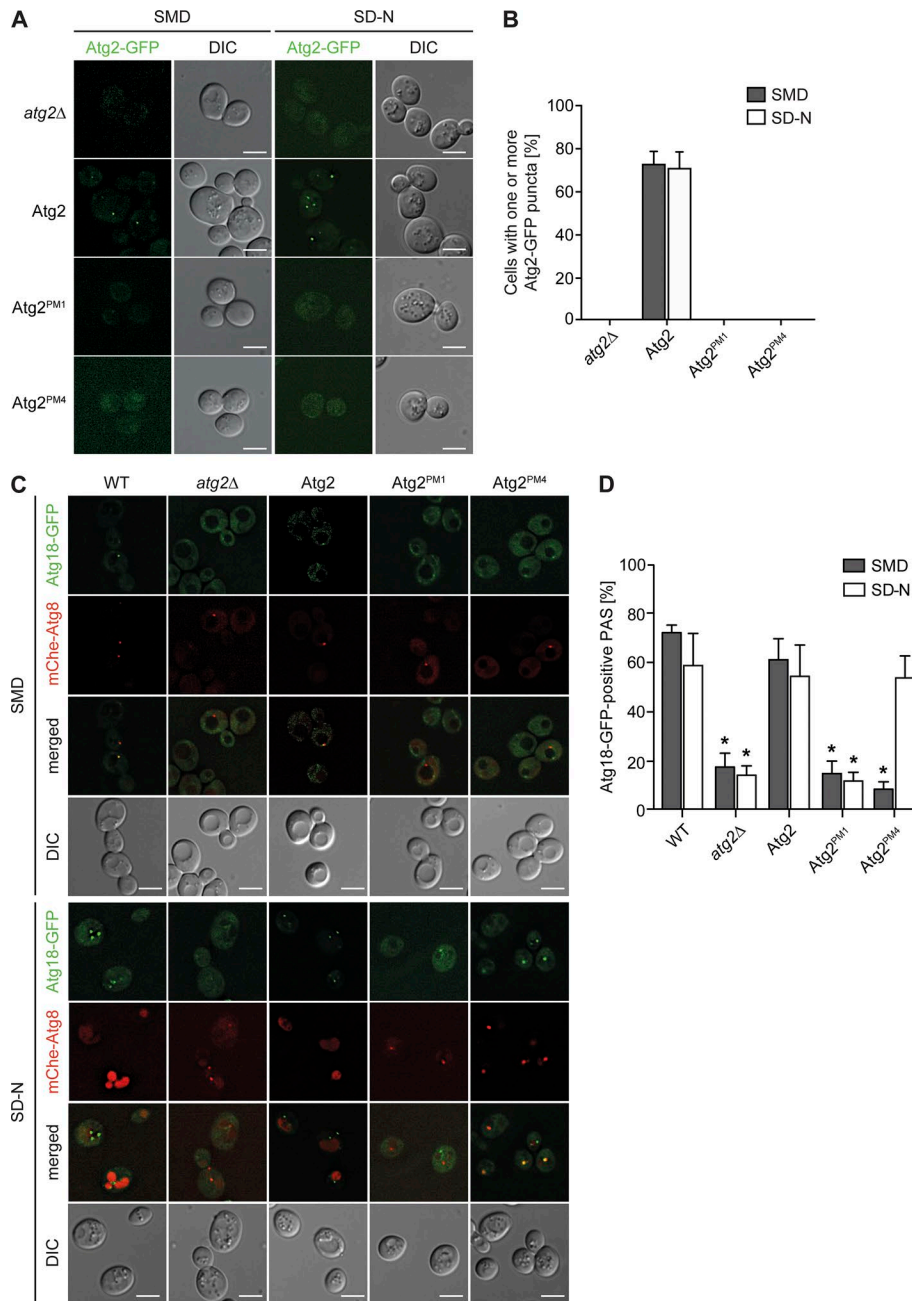 A
SMD
SD-N
Atg2-GFP
DIC
Atg2-GFP
DIC
atg2Δ
Atg2
Atg2PM1
Atg2PM4
B
SMD
SD-N
Cells with one or more
Atg2-GFP puncta [%]
100
80
60
40
20
0
atg2Δ
Atg2
Atg2PM1
Atg2PM4
C
WT
atg2Δ
Atg2
Atg2PM1
Atg2PM4
SMD
Atg18-GFP
mChe-Atg8
merged
DIC
SD-N
Atg18-GFP
mChe-Atg8
merged
DIC
D
SMD
SD-N
Atg18-GFP-positive PAS [%]
100
80
60
40
20
0
* * * * *
WT
atg2Δ
Atg2
Atg2PM1
Atg2PM4